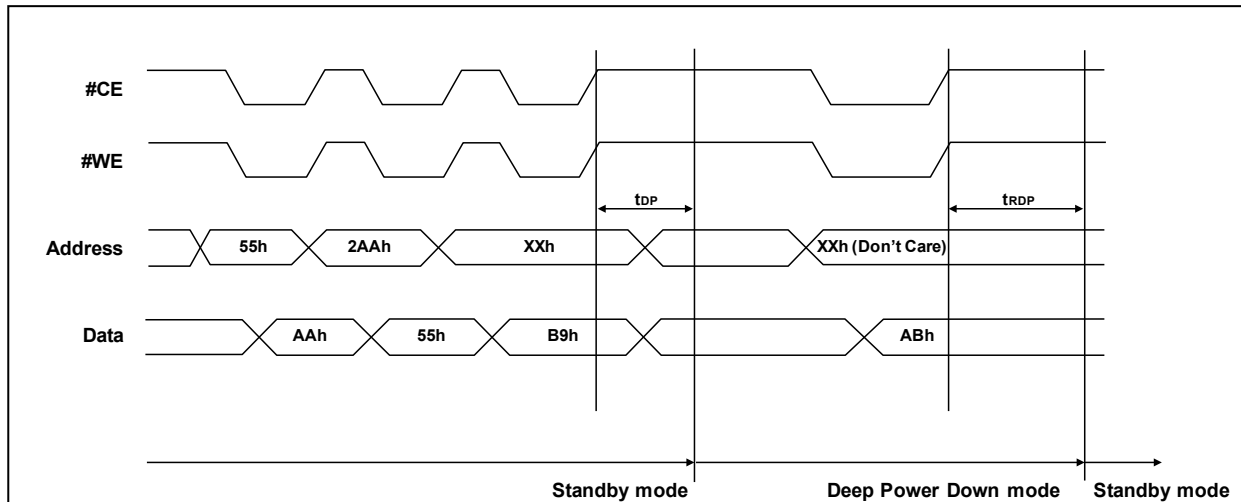 #CE
#WE
tDP
tRDP
Address
55h
2AAh
XXh
XXh (Don't Care)
Data
AAh
55h
B9h
ABh
Standby mode
Deep Power Down mode
Standby mode